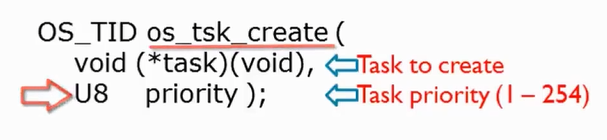 OS_TID os_tsk_create (
void (*task)(void), Task to create
U8 priority ); Task priority (1 – 254)